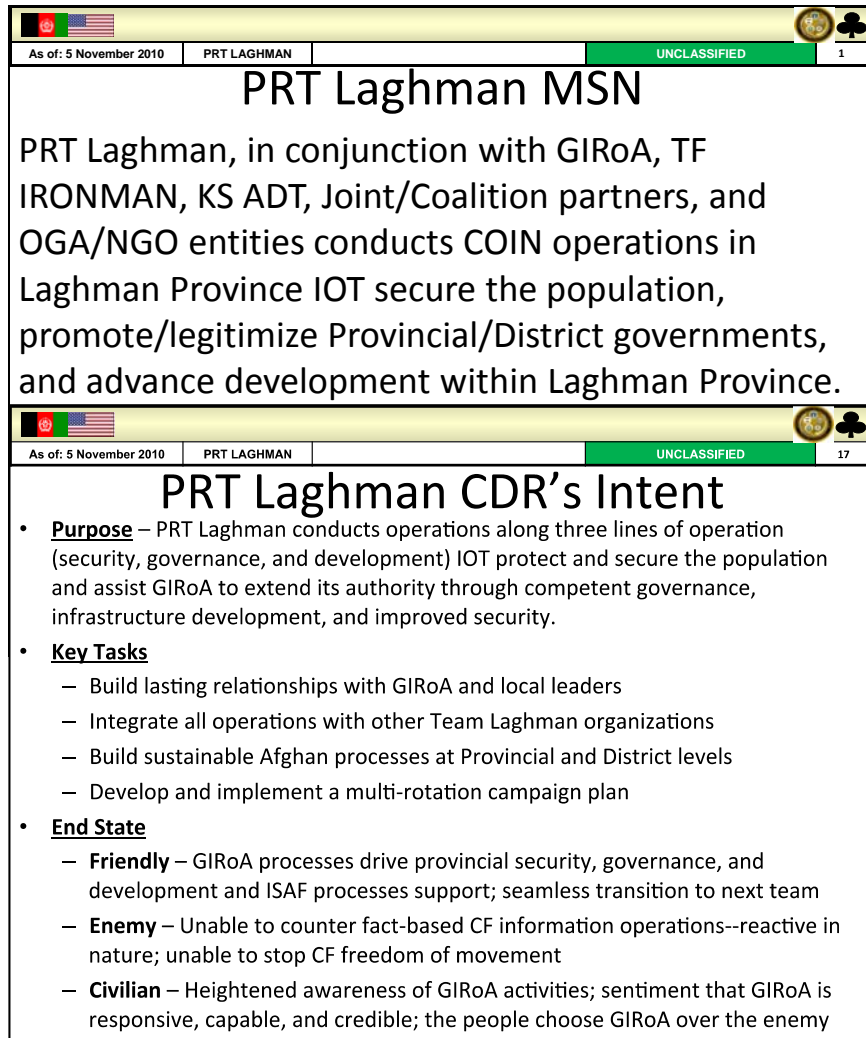 As of: 5 November 2010 PRT LAGHMAN UNCLASSIFIED 1
PRT Laghman MSN
PRT Laghman, in conjunction with GIRoA, TF
IRONMAN, KS ADT, Joint/Coalition partners, and
OGA/NGO entities conducts COIN operations in
Laghman Province IOT secure the population,
promote/legitimize Provincial/District governments,
and advance development within Laghman Province.
As of: 5 November 2010 PRT LAGHMAN UNCLASSIFIED 17
PRT Laghman CDR's Intent
• Purpose – PRT Laghman conducts operations along three lines of operation
(security, governance, and development) IOT protect and secure the population
and assist GIRoA to extend its authority through competent governance,
infrastructure development, and improved security.
• Key Tasks
– Build lasting relationships with GIRoA and local leaders
– Integrate all operations with other Team Laghman organizations
– Build sustainable Afghan processes at Provincial and District levels
– Develop and implement a multi-rotation campaign plan
• End State
– Friendly – GIRoA processes drive provincial security, governance, and
development and ISAF processes support; seamless transition to next team
– Enemy – Unable to counter fact-based CF information operations--reactive in
nature; unable to stop CF freedom of movement
– Civilian – Heightened awareness of GIRoA activities; sentiment that GIRoA is
responsive, capable, and credible; the people choose GIRoA over the enemy